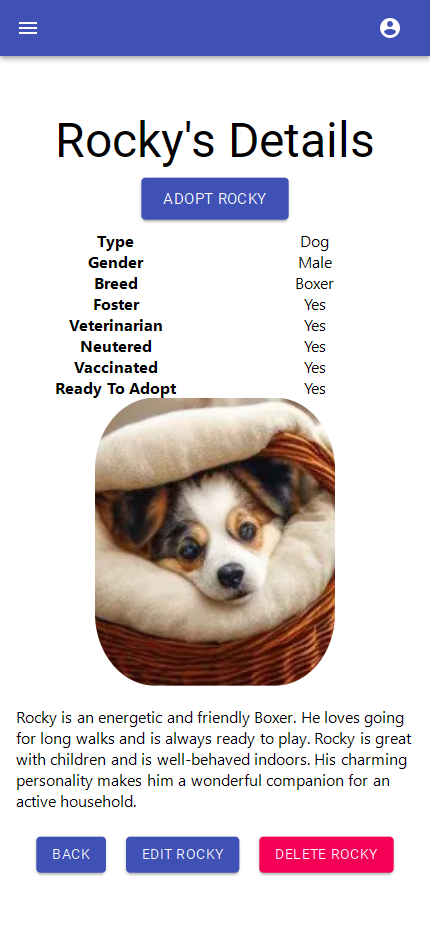 Rocky's Details
ADOPT ROCKY
Type Dog
Gender Male
Breed Boxer
Foster Yes
Veterinarian Yes
Neutered Yes
Vaccinated Yes
Ready To Adopt Yes
Rocky is an energetic and friendly Boxer. He loves going
for long walks and is always ready to play. Rocky is great
with children and is well-behaved indoors. His charming
personality makes him a wonderful companion for an
active household.
BACK EDIT ROCKY DELETE ROCKY